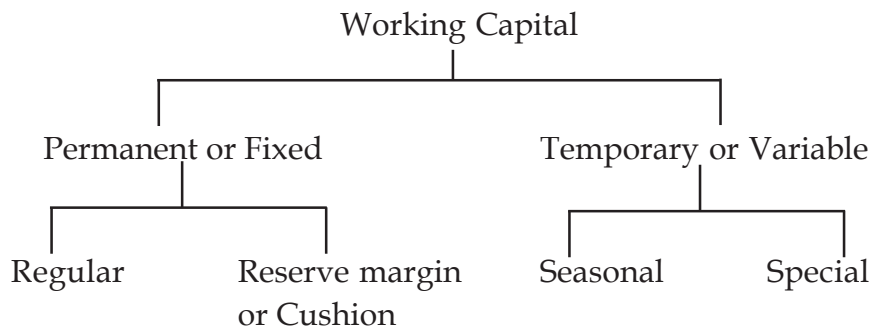 Working Capital
Permanent or Fixed
Temporary or Variable
Regular
Reserve margin
or Cushion
Seasonal
Special